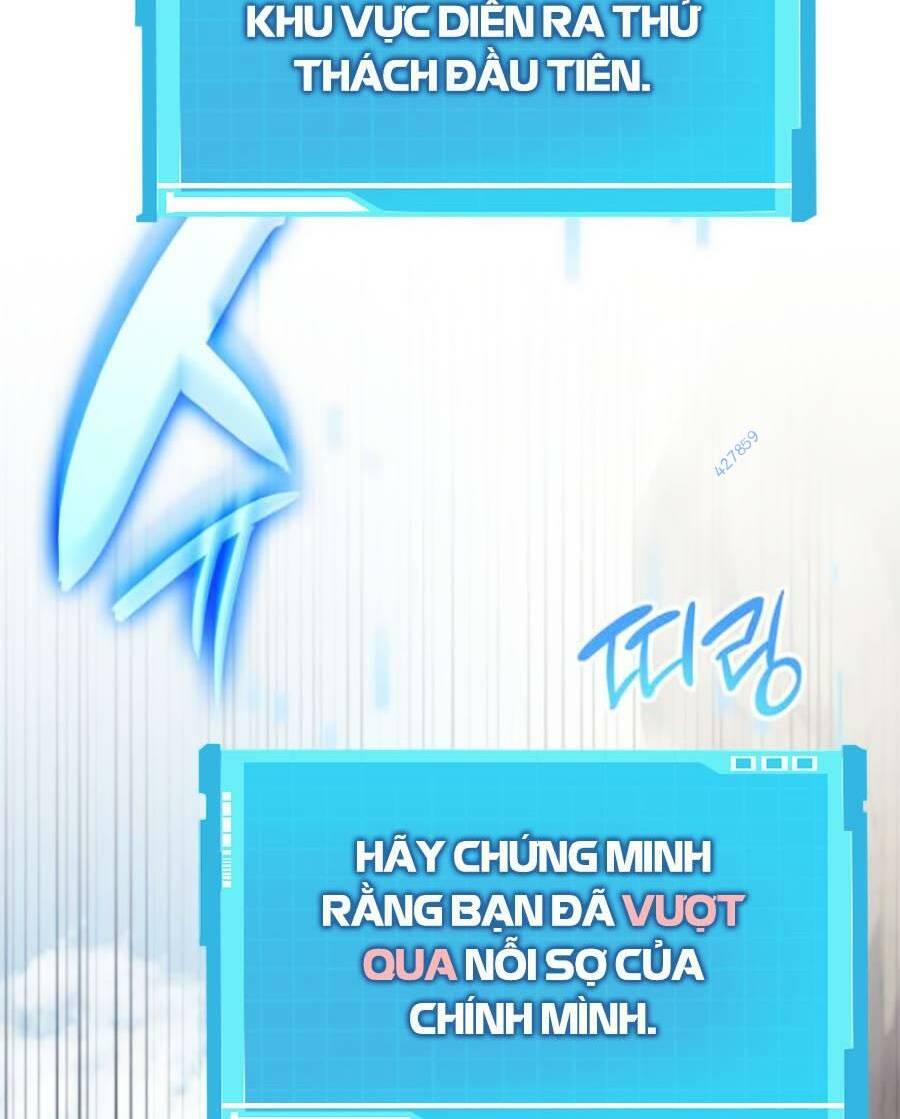 KHU VỰC DIỄN RA THỬ
THÁCH ĐẦU TIÊN.
427859
띠링
HÃY CHỨNG MINH
RẰNG BẠN ĐÃ VƯỢT
QUA NỖI SỢ CỦA
CHÍNH MÌNH.